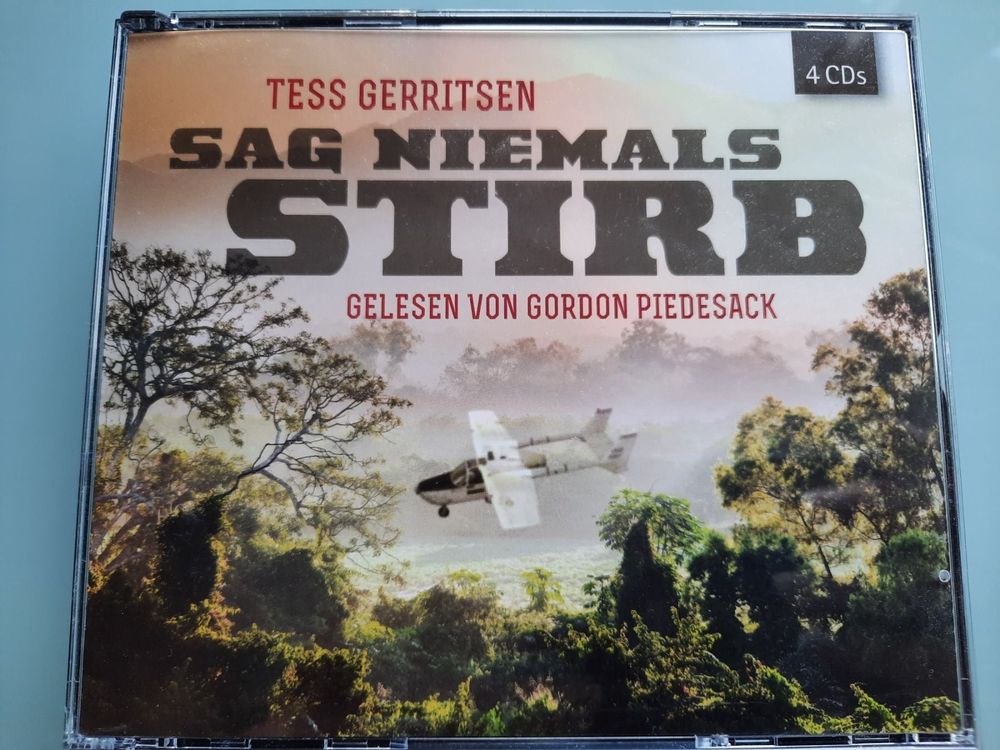 4 CDs
TESS GERRITSEN
SAG NIEMALS
STIRB
GELESEN VON GORDON PIEDESACK